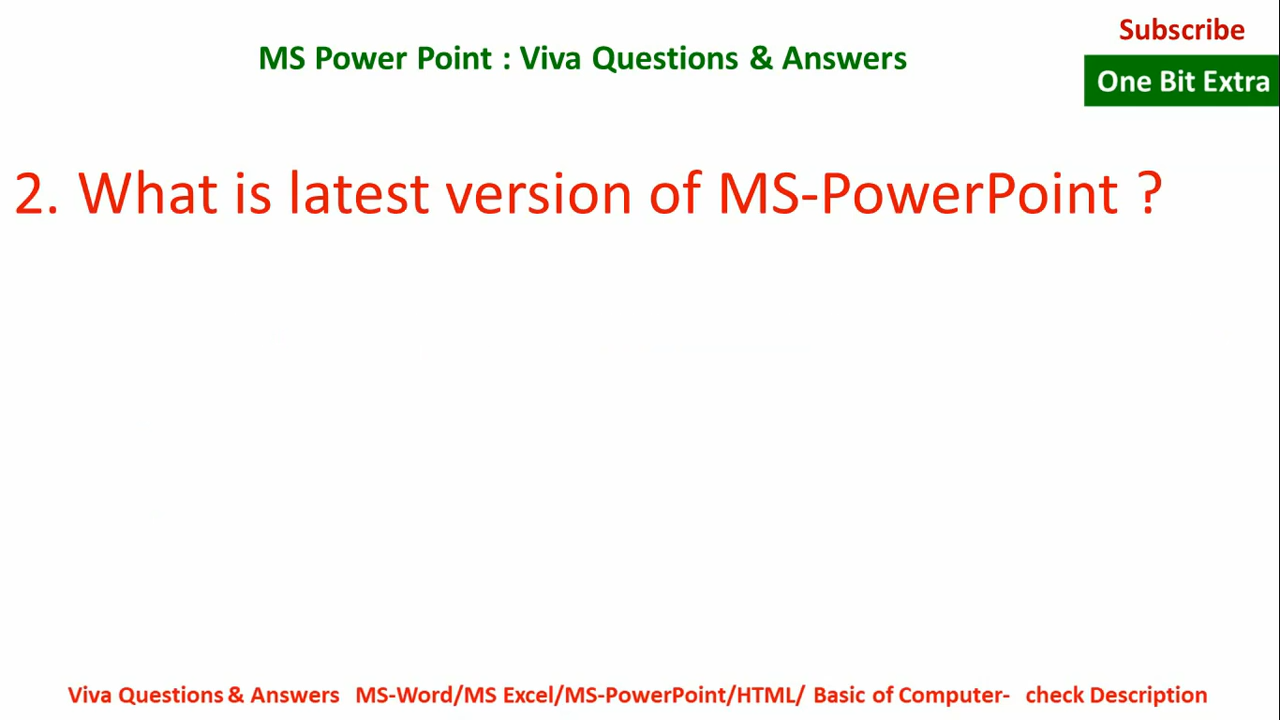 Subscribe
MS Power Point : Viva Questions & Answers
One Bit Extra
2. What is latest version of MS-PowerPoint ?
Viva Questions & Answers MS-Word/MS Excel/MS-PowerPoint/HTML/ Basic of Computer- check Description